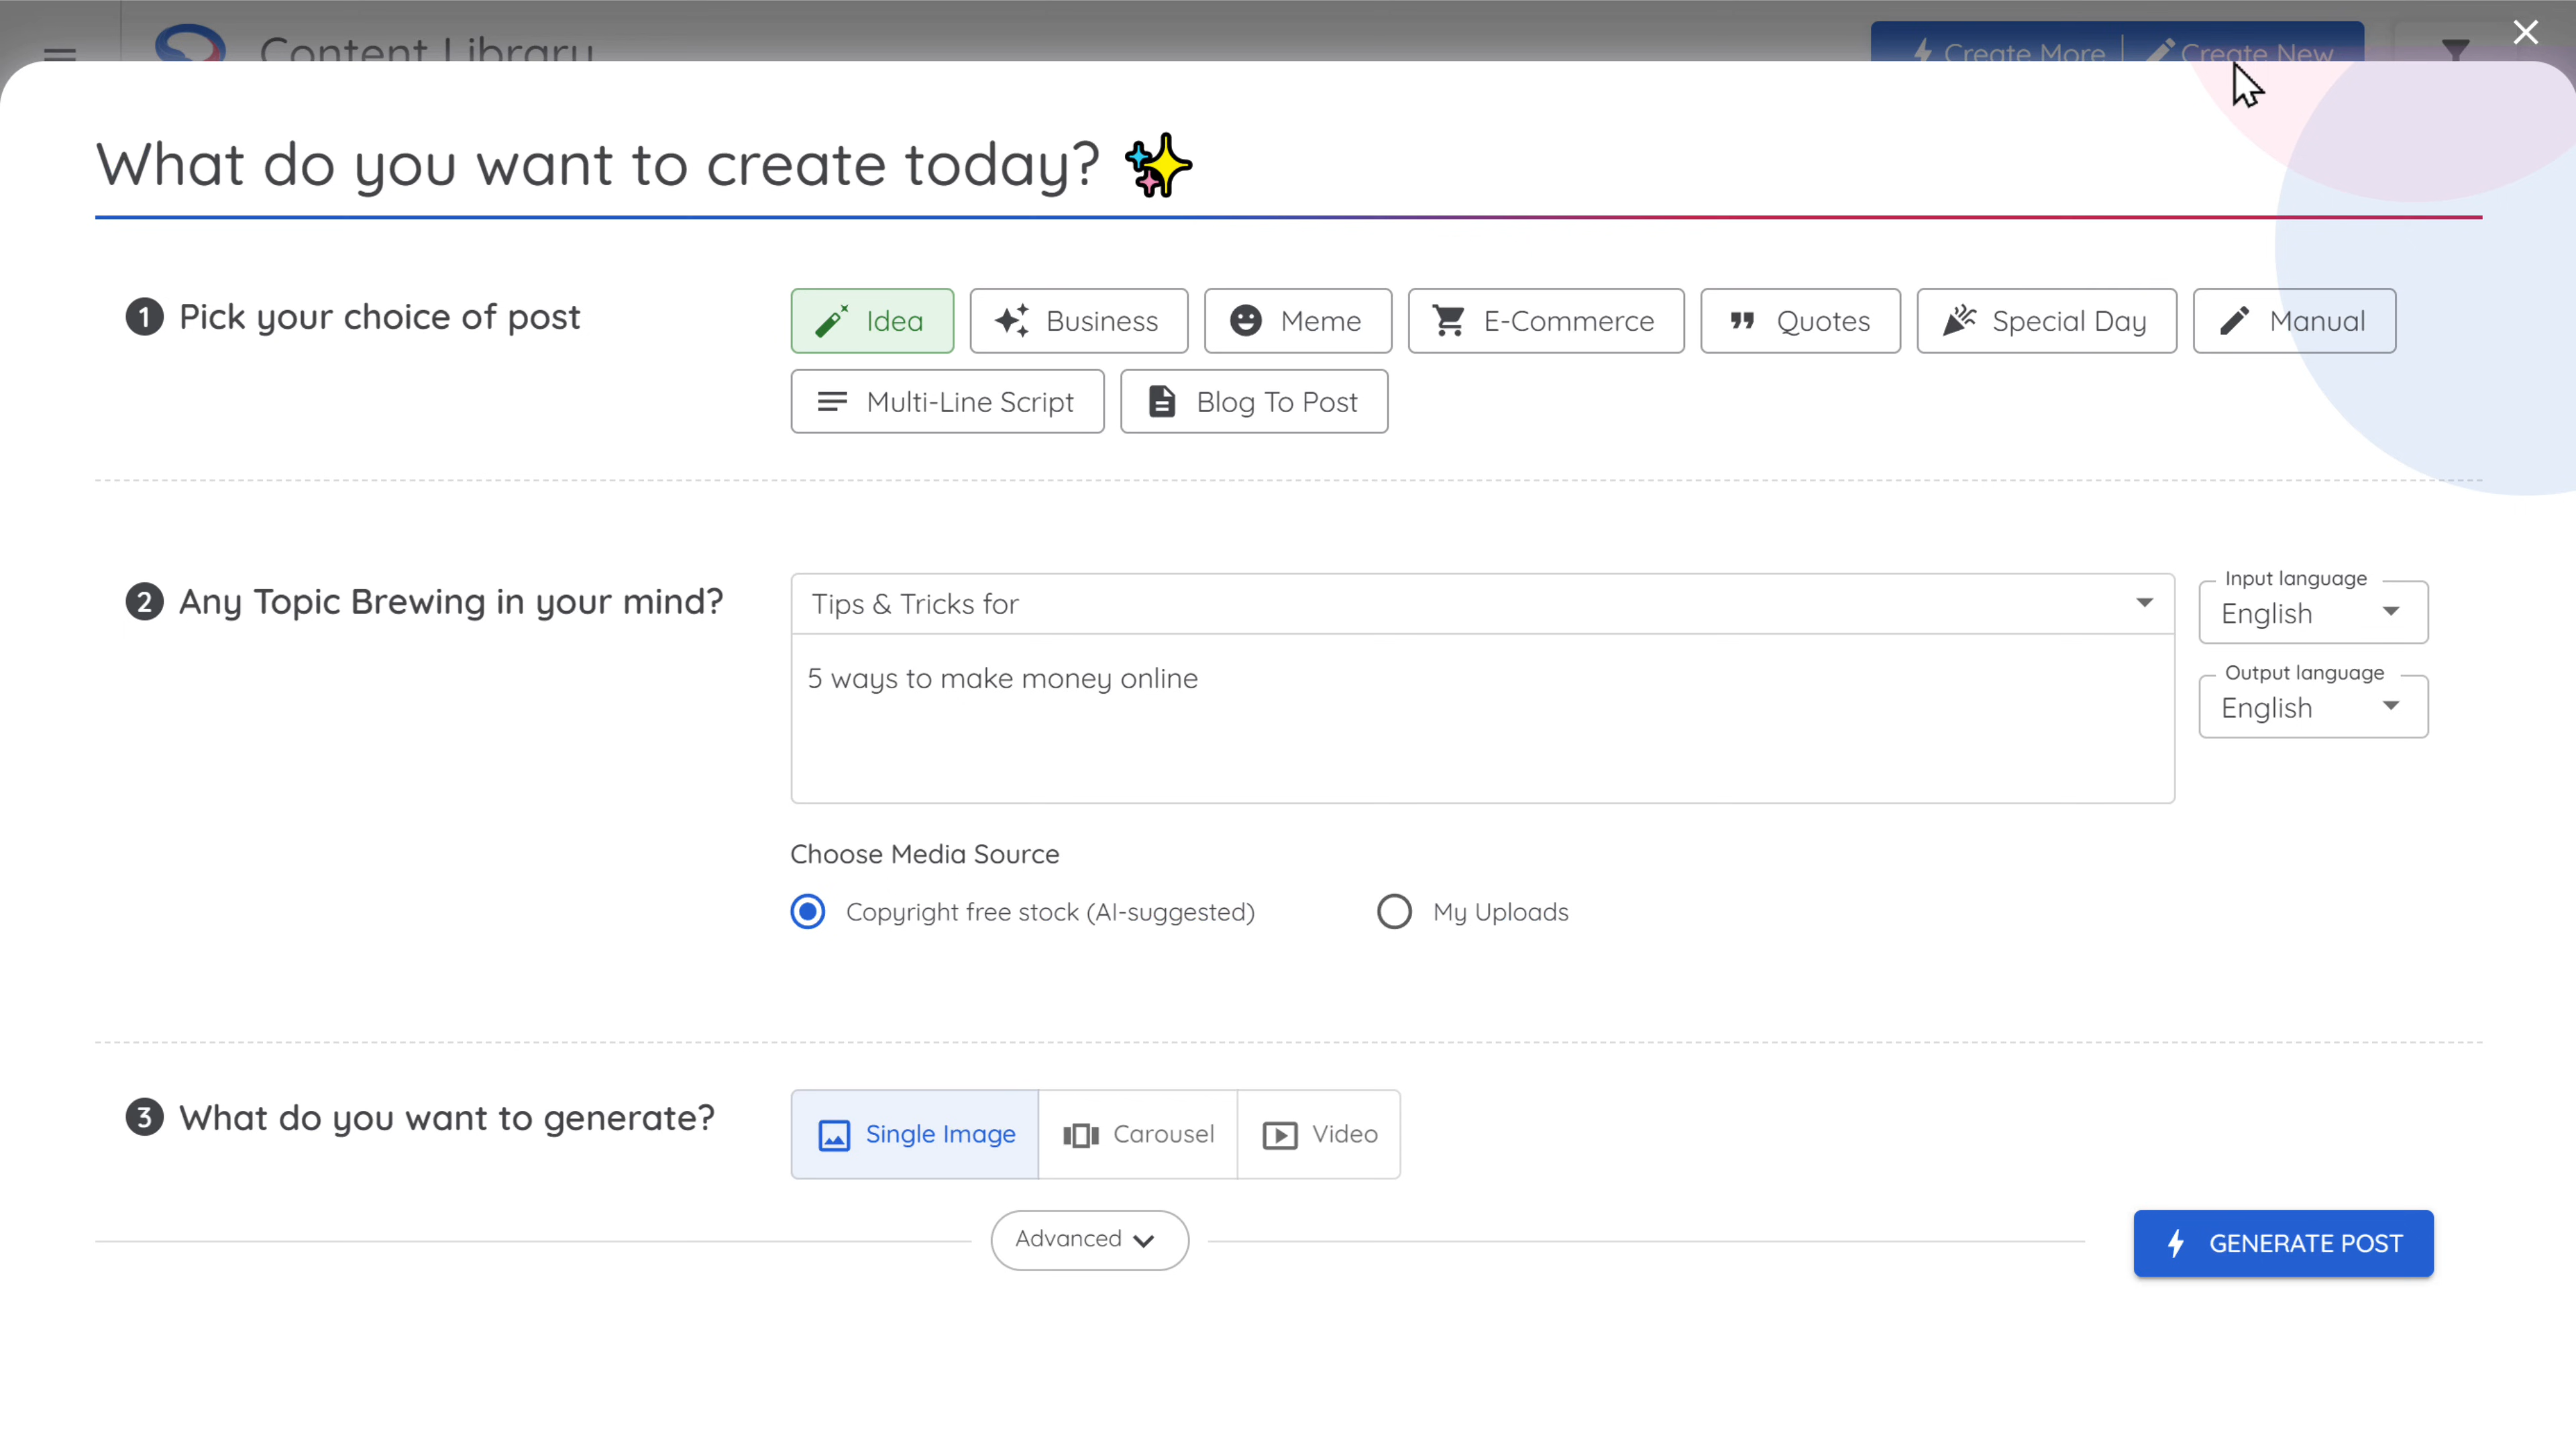 Content Library
Create More
Create New
What do you want to create today?
1 Pick your choice of post
Idea
Business
Meme
E-Commerce
Quotes
Special Day
Manual
Multi-Line Script
Blog To Post
2 Any Topic Brewing in your mind?
Tips & Tricks for
5 ways to make money online
Input language
English
Output language
English
Choose Media Source
Copyright free stock (AI-suggested)
My Uploads
3 What do you want to generate?
Single Image
Carousel
Video
Advanced
GENERATE POST